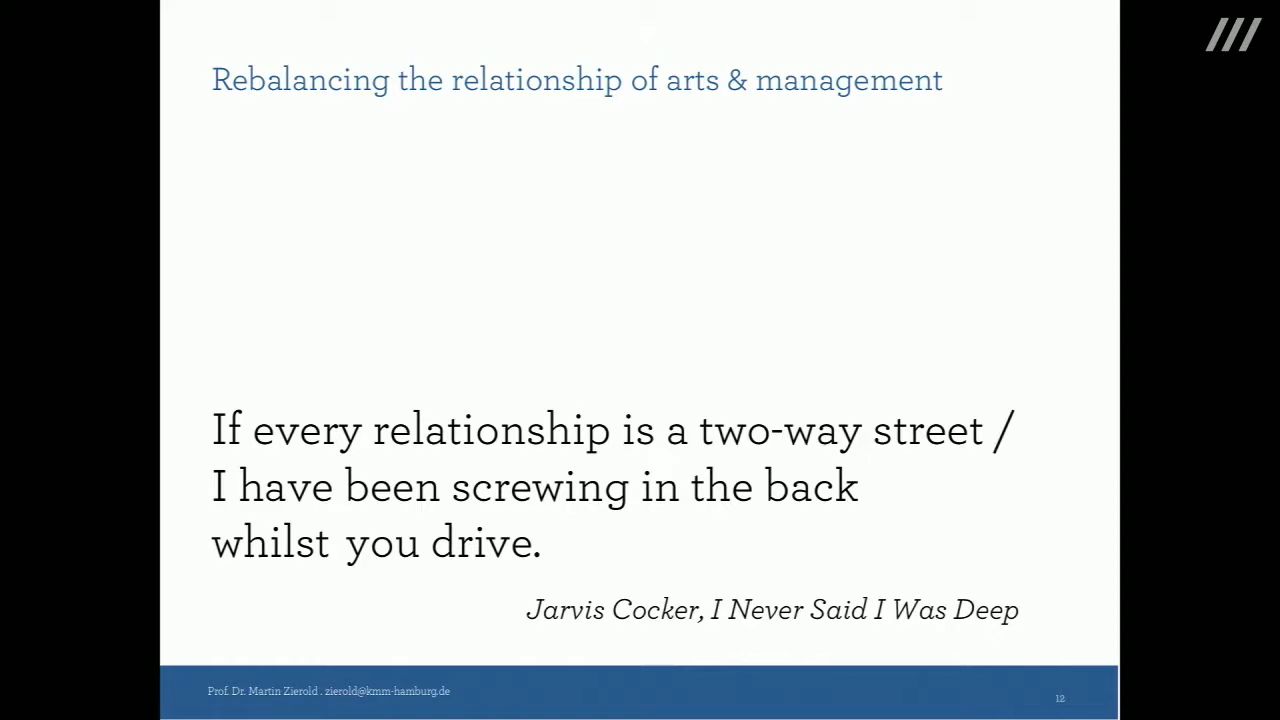 Rebalancing the relationship of arts & management
If every relationship is a two-way street /
I have been screwing in the back
whilst you drive.
Jarvis Cocker, I Never Said I Was Deep
Prof. Dr. Martin Zierold . zierold@kmm-hamburg.de
12